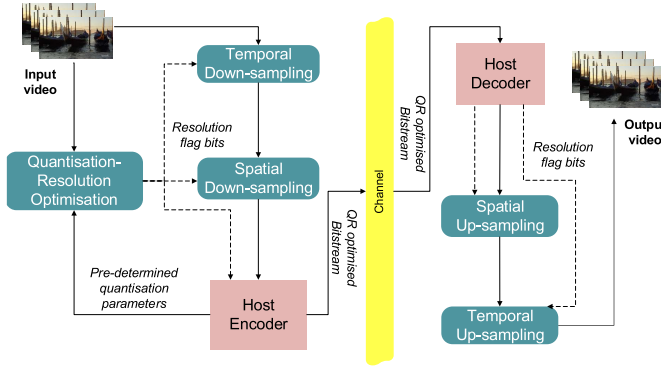 Input
video
Temporal
Down-sampling
Resolution
flag bits
Quantisation-
Resolution
Optimisation
Spatial
Down-sampling
Pre-determined
quantisation
parameters
Host
Encoder
QR optimised
Bitstream
Channel
QR optimised
Bitstream
Host
Decoder
Resolution
flag bits
Output
video
Spatial
Up-sampling
Temporal
Up-sampling